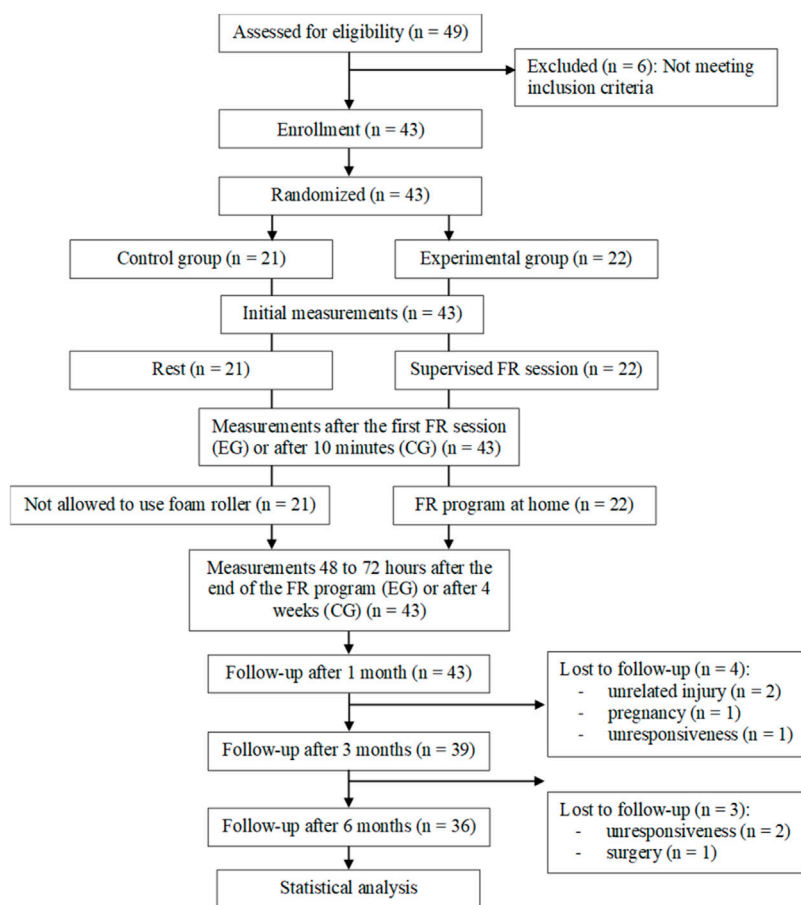 Assessed for eligibility (n = 49)
Excluded (n = 6): Not meeting
inclusion criteria
Enrollment (n = 43)
Randomized (n = 43)
Control group (n = 21)
Experimental group (n = 22)
Initial measurements (n = 43)
Rest (n = 21)
Supervised FR session (n = 22)
Measurements after the first FR session
(EG) or after 10 minutes (CG) (n = 43)
Not allowed to use foam roller (n = 21)
FR program at home (n = 22)
Measurements 48 to 72 hours after the
end of the FR program (EG) or after 4
weeks (CG) (n = 43)
Follow-up after 1 month (n = 43)
Lost to follow-up (n = 4):
- unrelated injury (n = 2)
- pregnancy (n = 1)
- unresponsiveness (n = 1)
Follow-up after 3 months (n = 39)
Lost to follow-up (n = 3):
- unresponsiveness (n = 2)
- surgery (n = 1)
Follow-up after 6 months (n = 36)
Statistical analysis